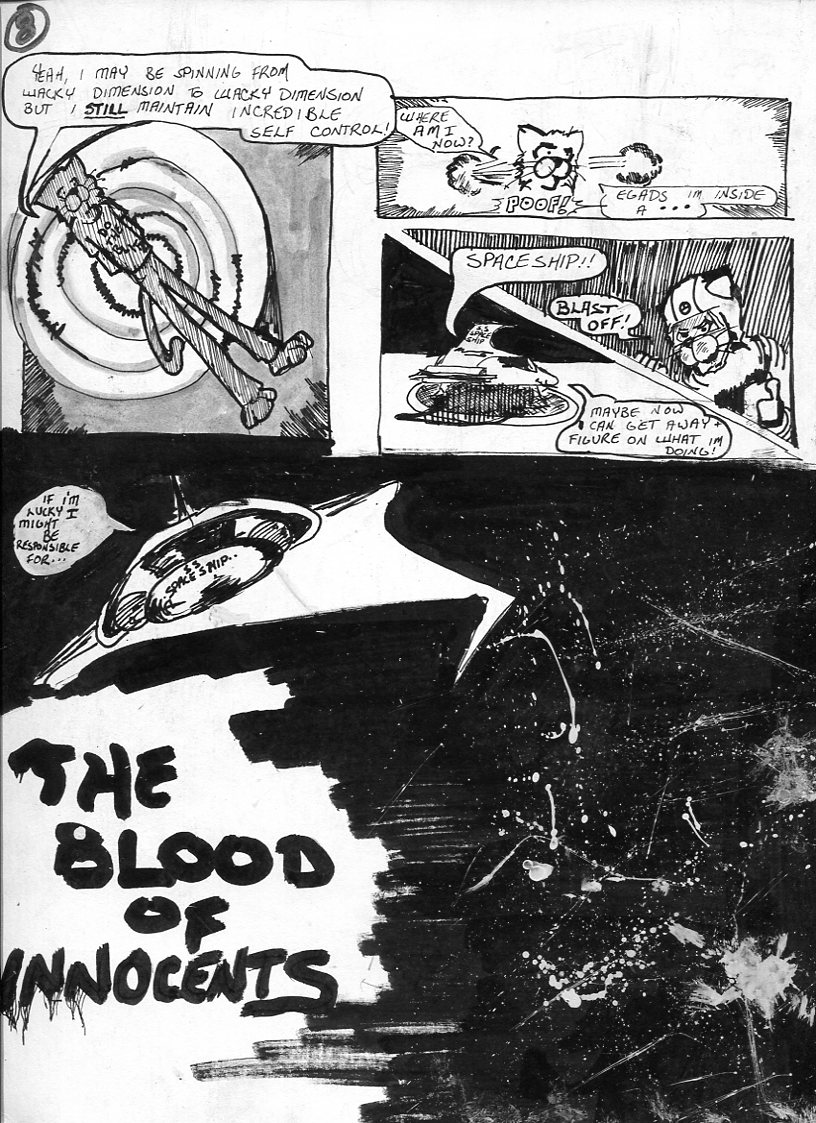 8
YEAH, I MAY BE SPINNING FROM
WACKY DIMENSION TO WACKY DIMENSION
BUT I STILL MAINTAIN INCREDIBLE
SELF CONTROL!
WHERE
AM I
NOW?
POOF!
EGADS IM INSIDE
A ...
SPACESHIP!!
S.S
SPACE
SHIP
BLAST
OFF!
MAYBE NOW
CAN GET AWAY +
FIGURE ON WHAT IM
DOING!
IF I'M
LUCKY I
MIGHT
BE
RESPONSIBLE
FOR...
S.S
SPACE SHIP..
THE
BLOOD
OF
INNOCENTS